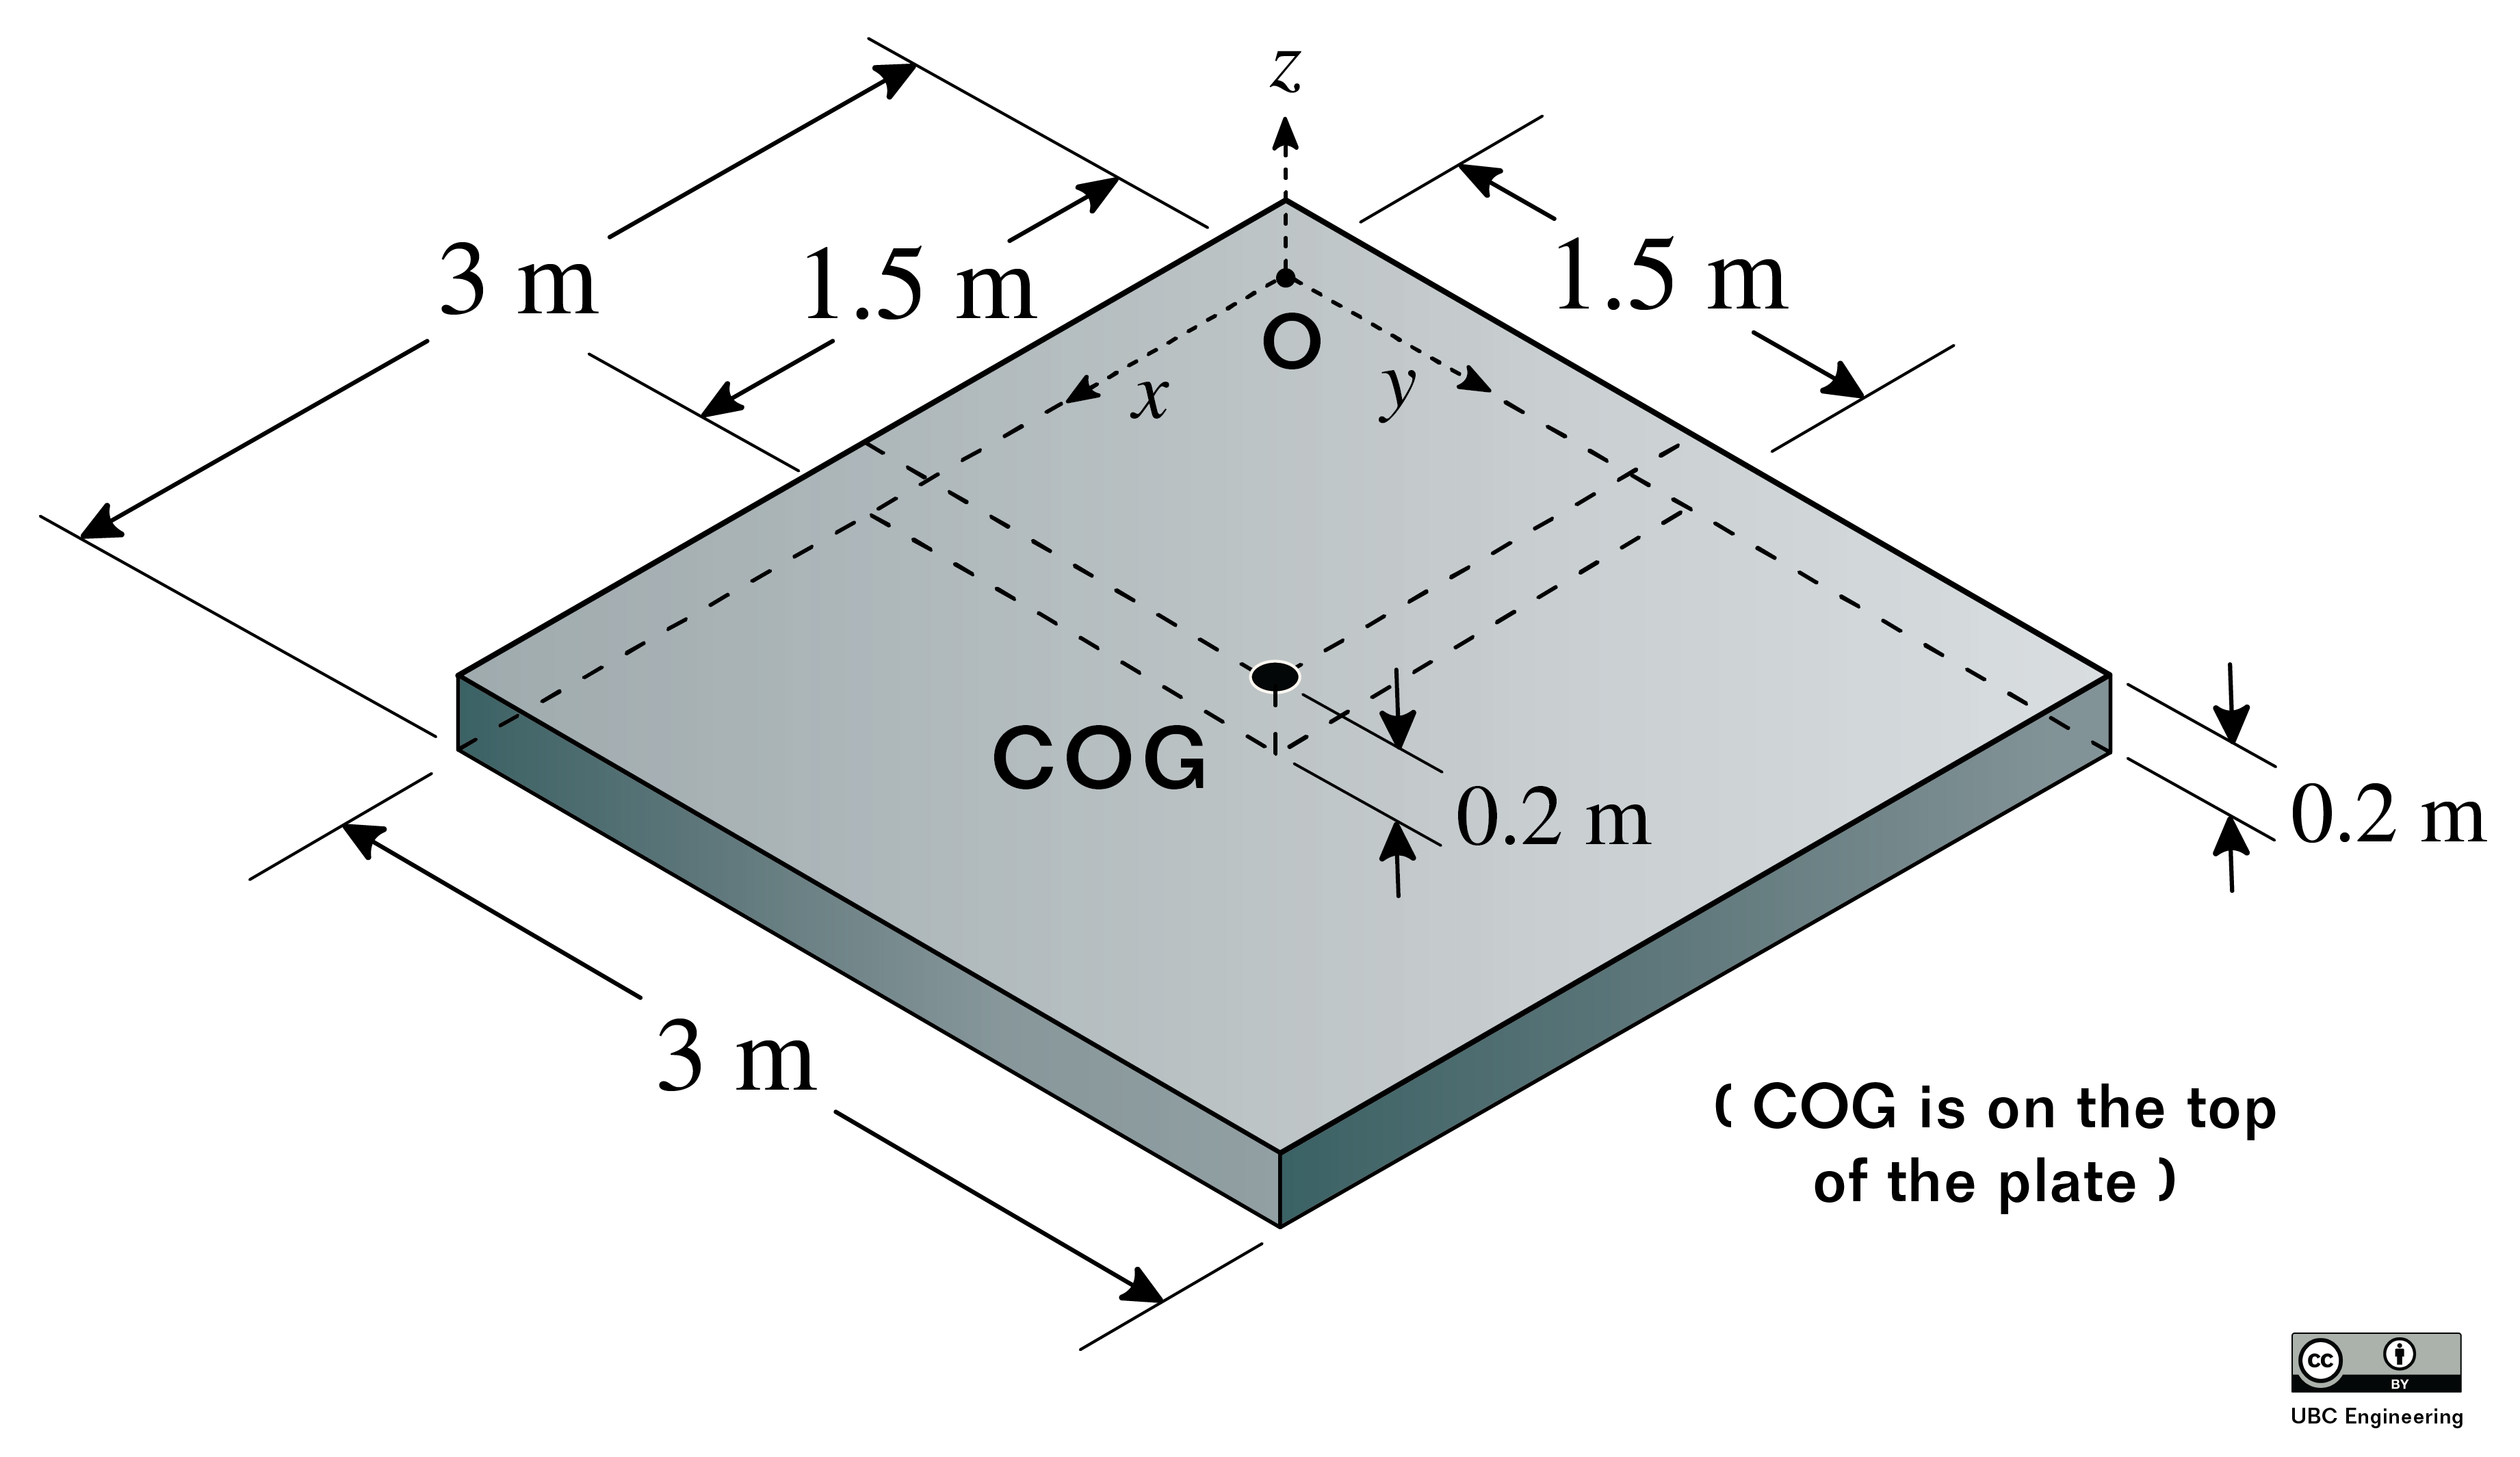 z
3 m
1.5 m
1.5 m
O
x
y
COG
0.2 m
0.2 m
3 m
( COG is on the top
of the plate )
cc
BY
UBC Engineering